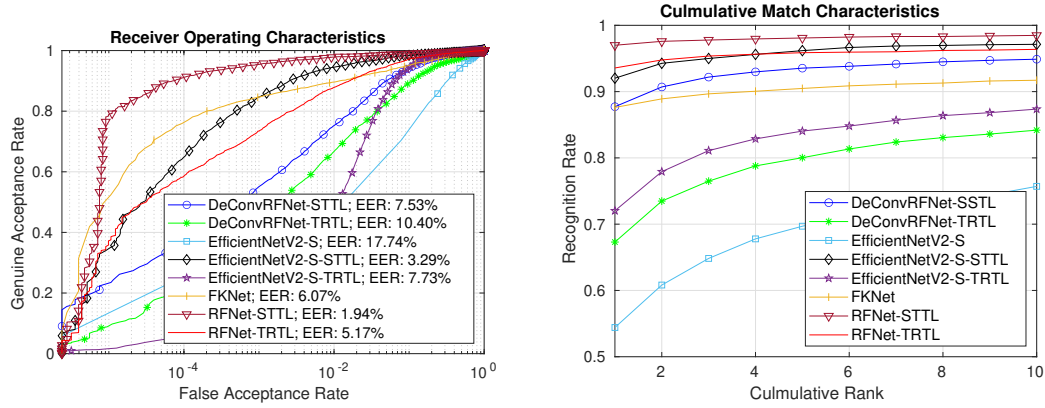 Receiver Operating Characteristics
Genuine Acceptance Rate
1
0.8
0.6
0.4
0.2
0
DeConvRFNet-STTL; EER: 7.53%
DeConvRFNet-TRTL; EER: 10.40%
EfficientNetV2-S; EER: 17.74%
EfficientNetV2-S-STTL; EER: 3.29%
EfficientNetV2-S-TRTL; EER: 7.73%
FKNet; EER: 6.07%
RFNet-STTL; EER: 1.94%
RFNet-TRTL; EER: 5.17%
10-4
10-2
100
False Acceptance Rate
Culmulative Match Characteristics
Recognition Rate
1
0.9
0.8
0.7
0.6
0.5
DeConvRFNet-SSTL
DeConvRFNet-TRTL
EfficientNetV2-S
EfficientNetV2-S-STTL
EfficientNetV2-S-TRTL
FKNet
RFNet-STTL
RFNet-TRTL
2 4 6 8 10
Culmulative Rank